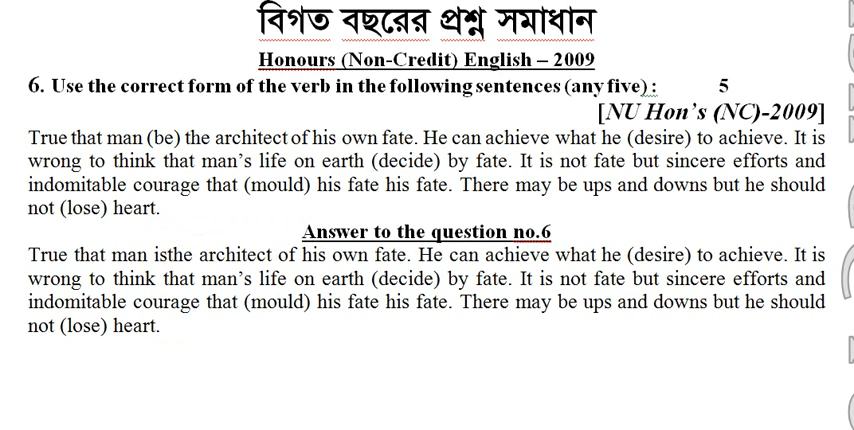 বিগত বছরের প্রশ্ন সমাধান
Honours (Non-Credit) English – 2009
6. Use the correct form of the verb in the following sentences (any five) : 5
[NU Hon's (NC)-2009]
True that man (be) the architect of his own fate. He can achieve what he (desire) to achieve. It is
wrong to think that man's life on earth (decide) by fate. It is not fate but sincere efforts and
indomitable courage that (mould) his fate his fate. There may be ups and downs but he should
not (lose) heart.
Answer to the question no.6
True that man isthe architect of his own fate. He can achieve what he (desire) to achieve. It is
wrong to think that man's life on earth (decide) by fate. It is not fate but sincere efforts and
indomitable courage that (mould) his fate his fate. There may be ups and downs but he should
not (lose) heart.